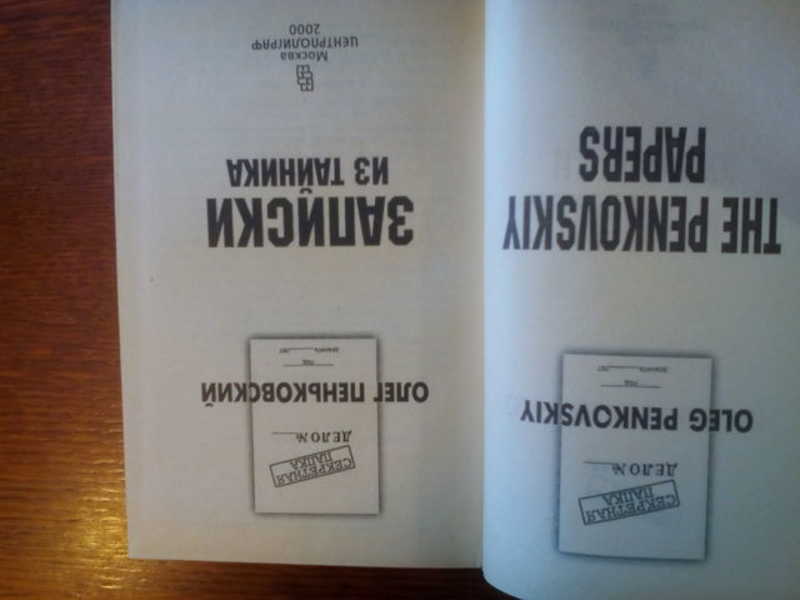 СЕКРЕТНАЯ
ПАПКА
ДЕЛО №
OLEG PENKOVSKIY
THE PENKOVSKIY
PAPERS
СЕКРЕТНАЯ
ПАПКА
ДЕЛО №
ОЛЕГ ПЕНЬКОВСКИЙ
ЗАПИСКИ
ИЗ ТАЙНИКА
Москва
ЦЕНТРПОЛИГРАФ
2000